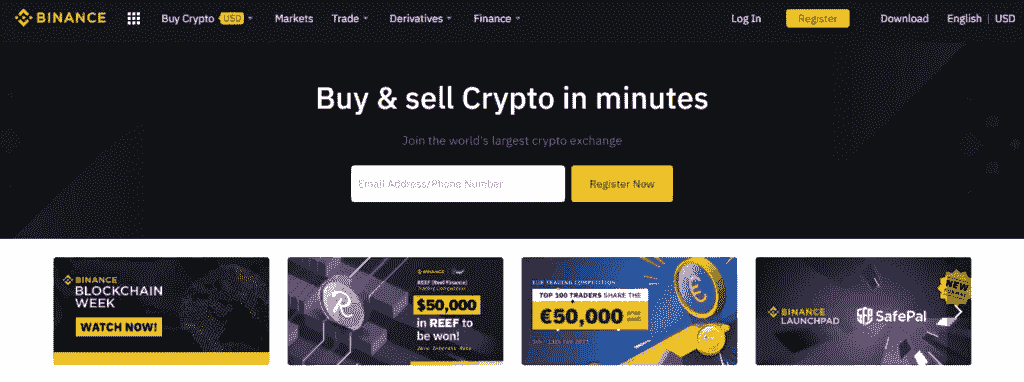 BINANCE Buy Crypto USD Markets Trade Derivatives Finance Log In Register Download English | USD
Buy & sell Crypto in minutes
Join the world's largest crypto exchange
Email Address/Phone Number Register Now
BINANCE
BLOCKCHAIN
WEEK
WATCH NOW!
BINANCE
REEF (Reef Finance)
Trading Competition
$50,000
in REEF to
be won!
EUR TRADING COMPETITION
TOP 100 TRADERS SHARE THE
€50,000
BINANCE
LAUNCHPAD
SafePal
NEW
FORMAT